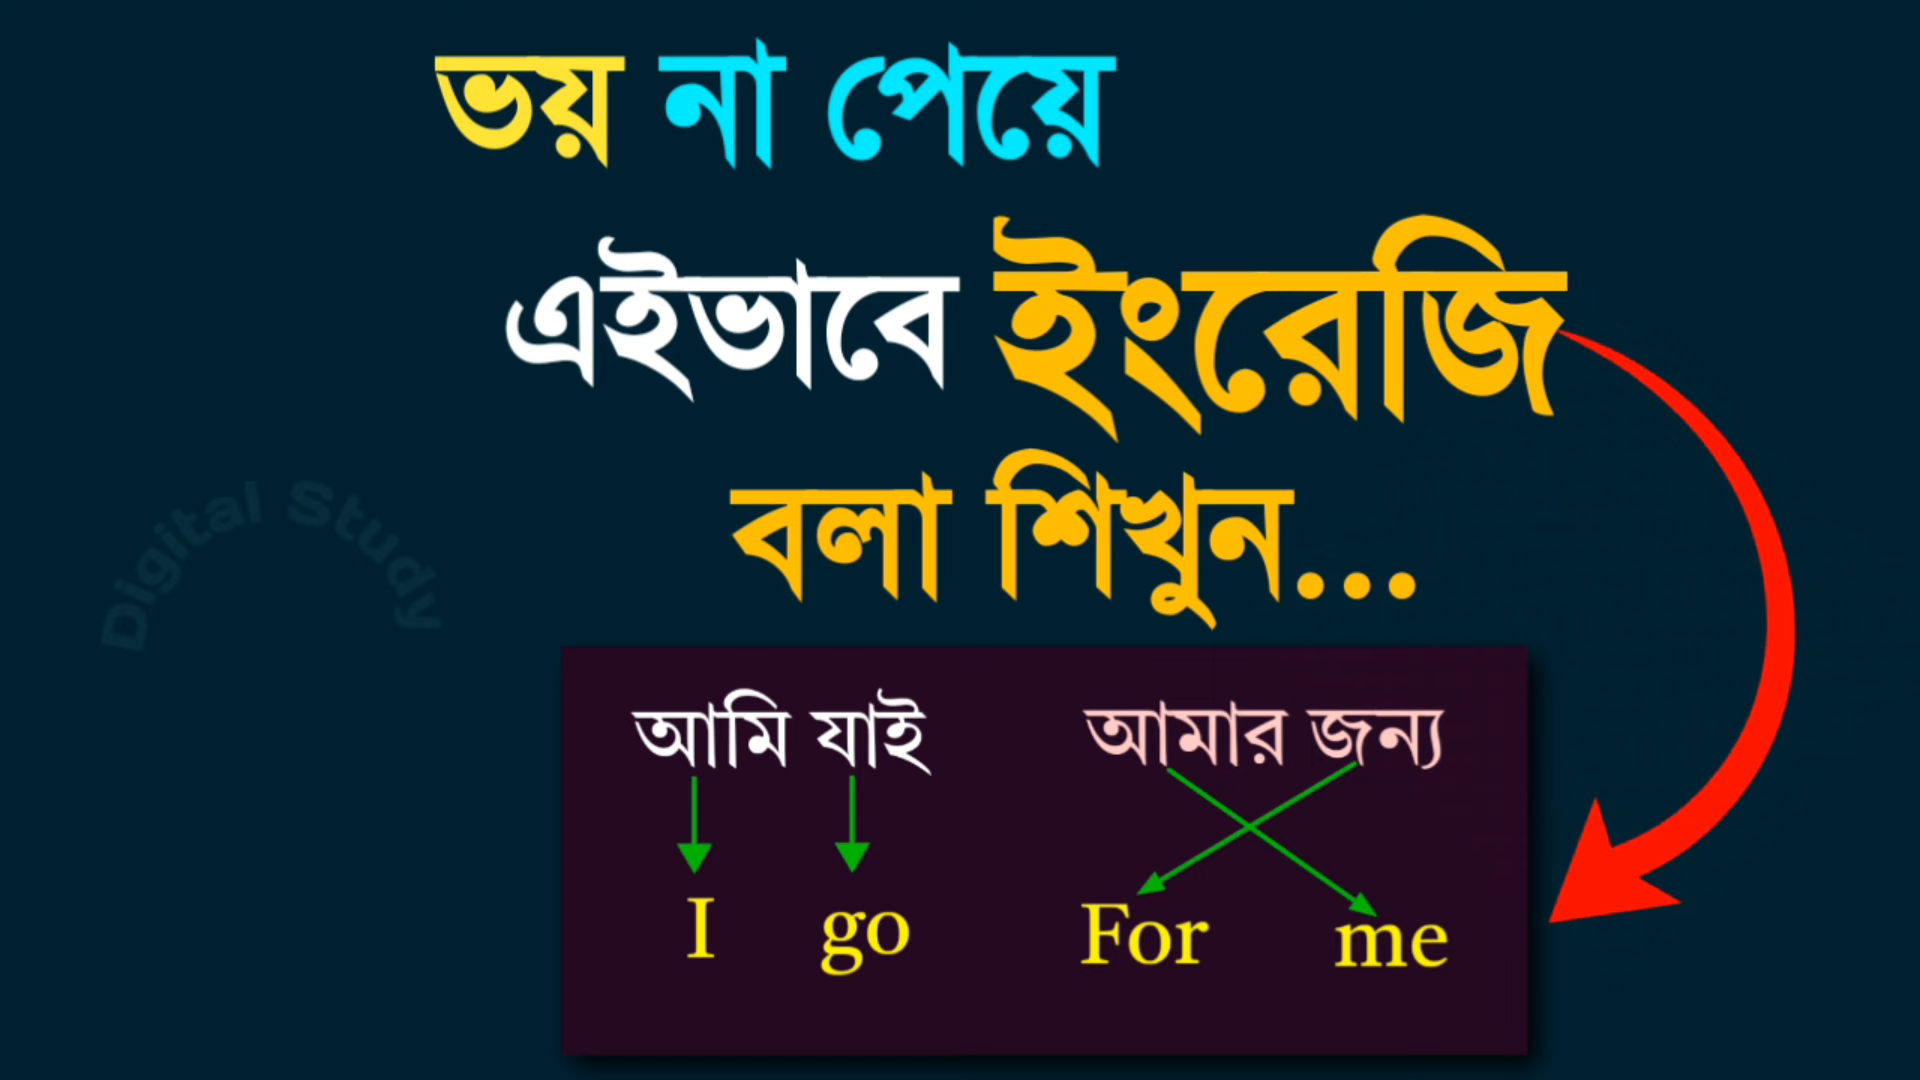 ভয় না পেয়ে
এইভাবে ইংরেজি
বলা শিখুন...
Digital Study
আমি যাই আমার জন্য
I go For me